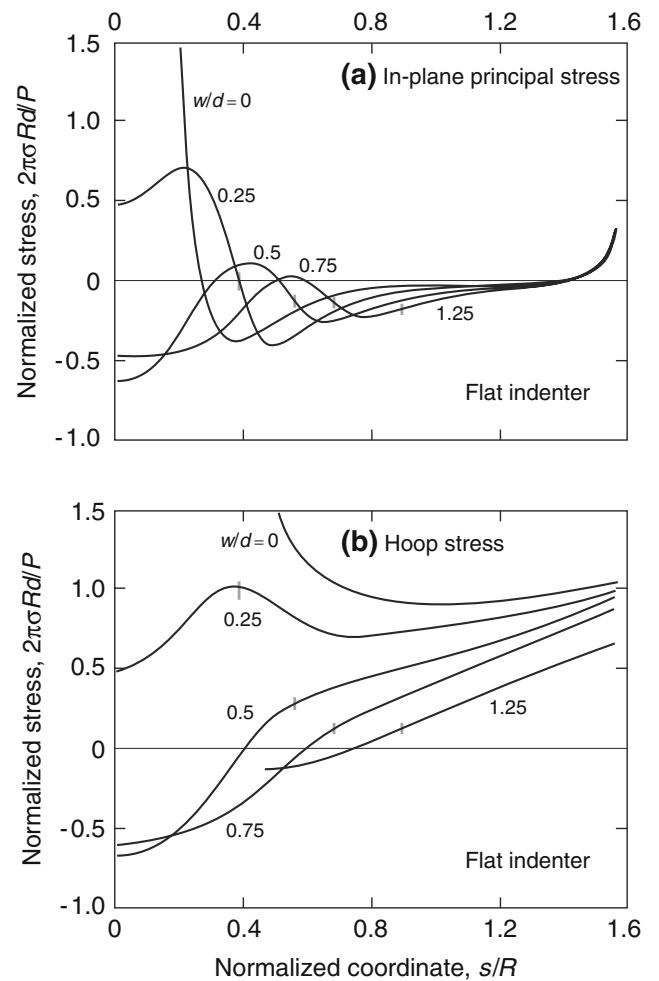 0 0.4 0.8 1.2 1.6
1.5
(a) In-plane principal stress
w/d=0
1.0
0.25
0.5
0.5
0.75
0
1.25
-0.5
Flat indenter
-1.0
Normalized stress, 2πσRd/P
1.5
w/d=0
(b) Hoop stress
1.0
0.25
0.5
0.5
1.25
0
0.75
-0.5
Flat indenter
-1.0
Normalized stress, 2πσRd/P
0 0.4 0.8 1.2 1.6
Normalized coordinate, s/R